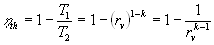 η_th = 1 − T_1/T_2 = 1 − (r_v)^{1−k} = 1 − 1/r_v^{k−1}